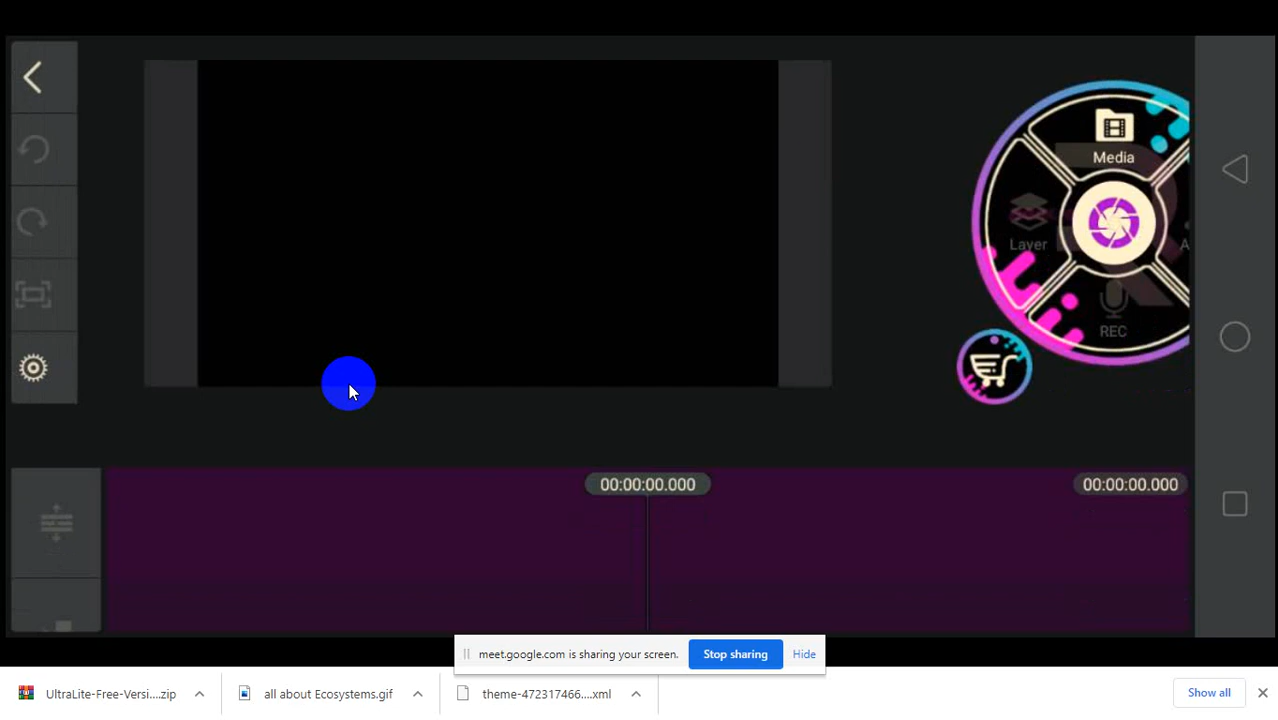 Media
Layer
A
REC
00:00:00.000
00:00:00.000
meet.google.com is sharing your screen.
Stop sharing
Hide
UltraLite-Free-Versi....zip
all about Ecosystems.gif
theme-472317466....xml
Show all